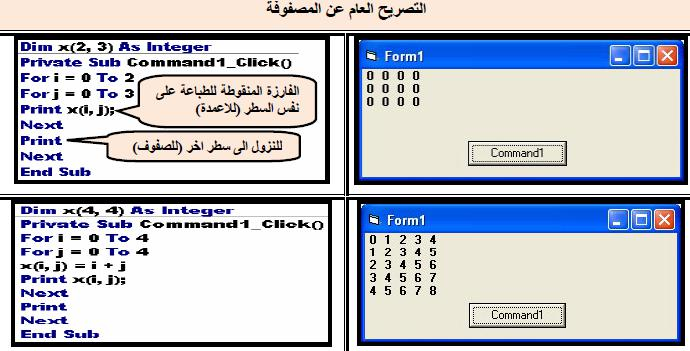 التصريح العام عن المصفوفة
Dim x(2, 3) As Integer
Private Sub Command1_Click()
For i = 0 To 2
For j = 0 To 3
Print x(i, j);
Next
Print
Next
End Sub
الفارزة المنقوطة للطباعة على
نفس السطر (للاعمدة)
للنزول الى سطر اخر (للصفوف)
Form1
0 0 0 0
0 0 0 0
0 0 0 0
Command1
Dim x(4, 4) As Integer
Private Sub Command1_Click()
For i = 0 To 4
For j = 0 To 4
x(i, j) = i + j
Print x(i, j);
Next
Print
Next
End Sub
Form1
0 1 2 3 4
1 2 3 4 5
2 3 4 5 6
3 4 5 6 7
4 5 6 7 8
Command1